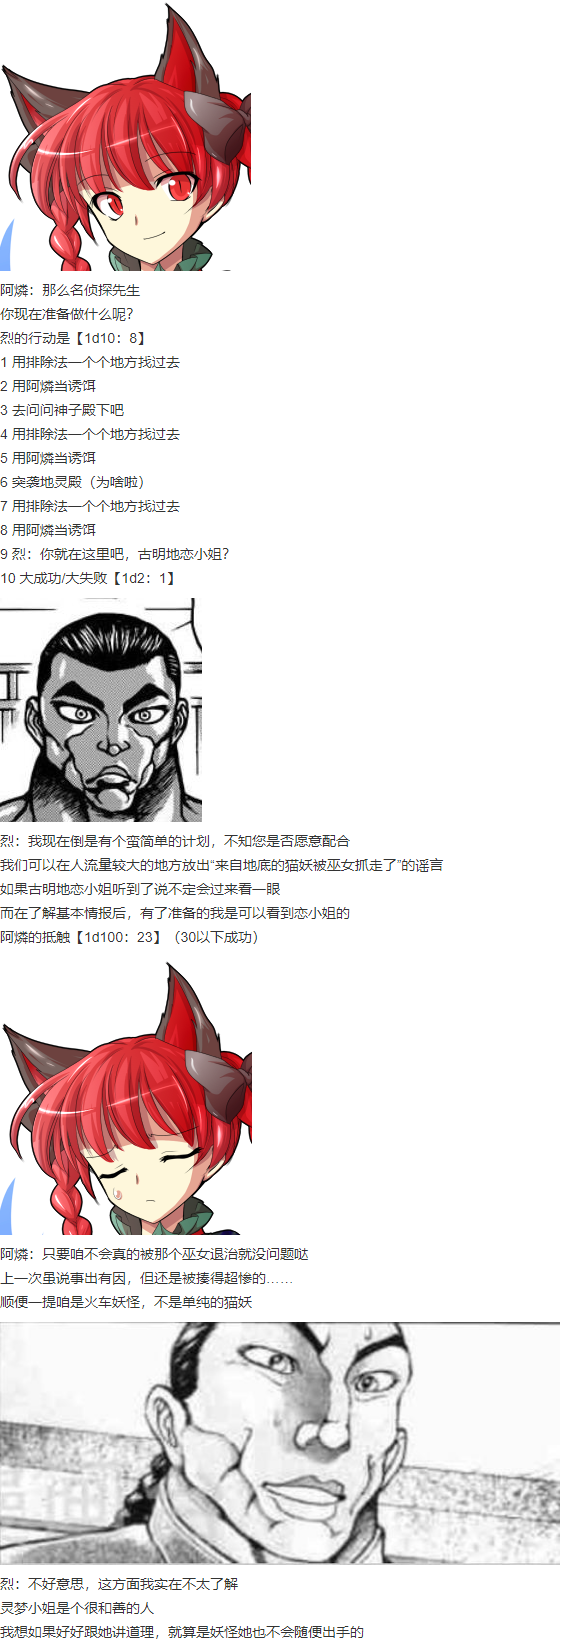 阿燐：那么名侦探先生
你现在准备做什么呢？
烈的行动是【1d10：8】
1 用排除法一个个地方找过去
2 用阿燐当诱饵
3 去问问神子殿下吧
4 用排除法一个个地方找过去
5 用阿燐当诱饵
6 突袭地灵殿（为啥啦）
7 用排除法一个个地方找过去
8 用阿燐当诱饵
9 烈：你就在这里吧，古明地恋小姐？
10 大成功/大失败【1d2：1】
烈：我现在倒是有个蛮简单的计划，不知您是否愿意配合
我们可以在人流量较大的地方放出“来自地底的猫妖被巫女抓走了”的谣言
如果古明地恋小姐听到了说不定会过来看一眼
而在了解基本情报后，有了准备的我是可以看到恋小姐的
阿燐的抵触【1d100：23】（30以下成功）
阿燐：只要咱不会真的被那个巫女退治就没问题哒
上一次虽说事出有因，但还是被揍得超惨的……
顺便一提咱是火车妖怪，不是单纯的猫妖
烈：不好意思，这方面我实在不太了解
灵梦小姐是个很和善的人
我想如果好好跟她讲道理，就算是妖怪她也不会随便出手的